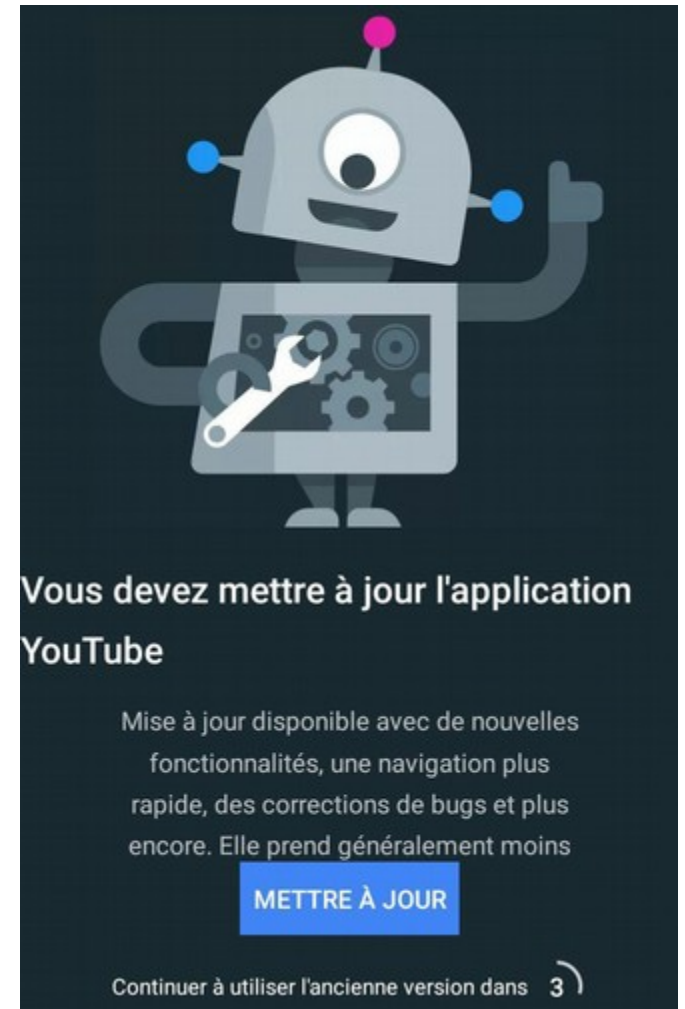 Vous devez mettre à jour l'application
YouTube
Mise à jour disponible avec de nouvelles
fonctionnalités, une navigation plus
rapide, des corrections de bugs et plus
encore. Elle prend généralement moins
METTRE À JOUR
Continuer à utiliser l'ancienne version dans 3